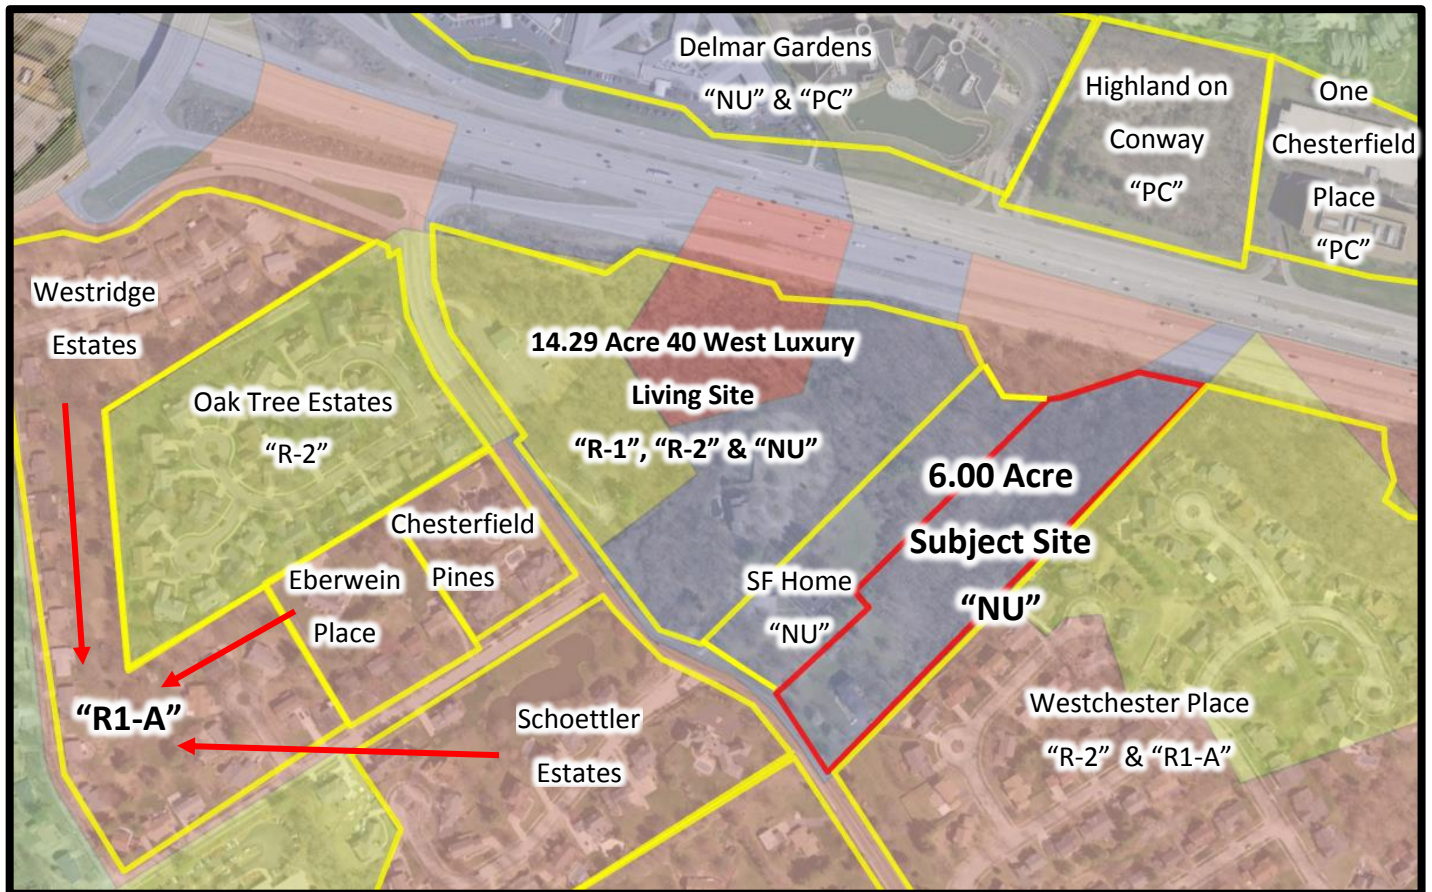 Delmar Gardens
“NU” & “PC”
Highland on
Conway
“PC”
One
Chesterfield
Place
“PC”
Westridge
Estates
Oak Tree Estates
“R-2”
14.29 Acre 40 West Luxury
Living Site
“R-1”, “R-2” & “NU”
6.00 Acre
Subject Site
“NU”
Chesterfield
Pines
Eberwein
Place
SF Home
“NU”
“R1-A”
Schoettler
Estates
Westchester Place
“R-2”  & “R1-A”